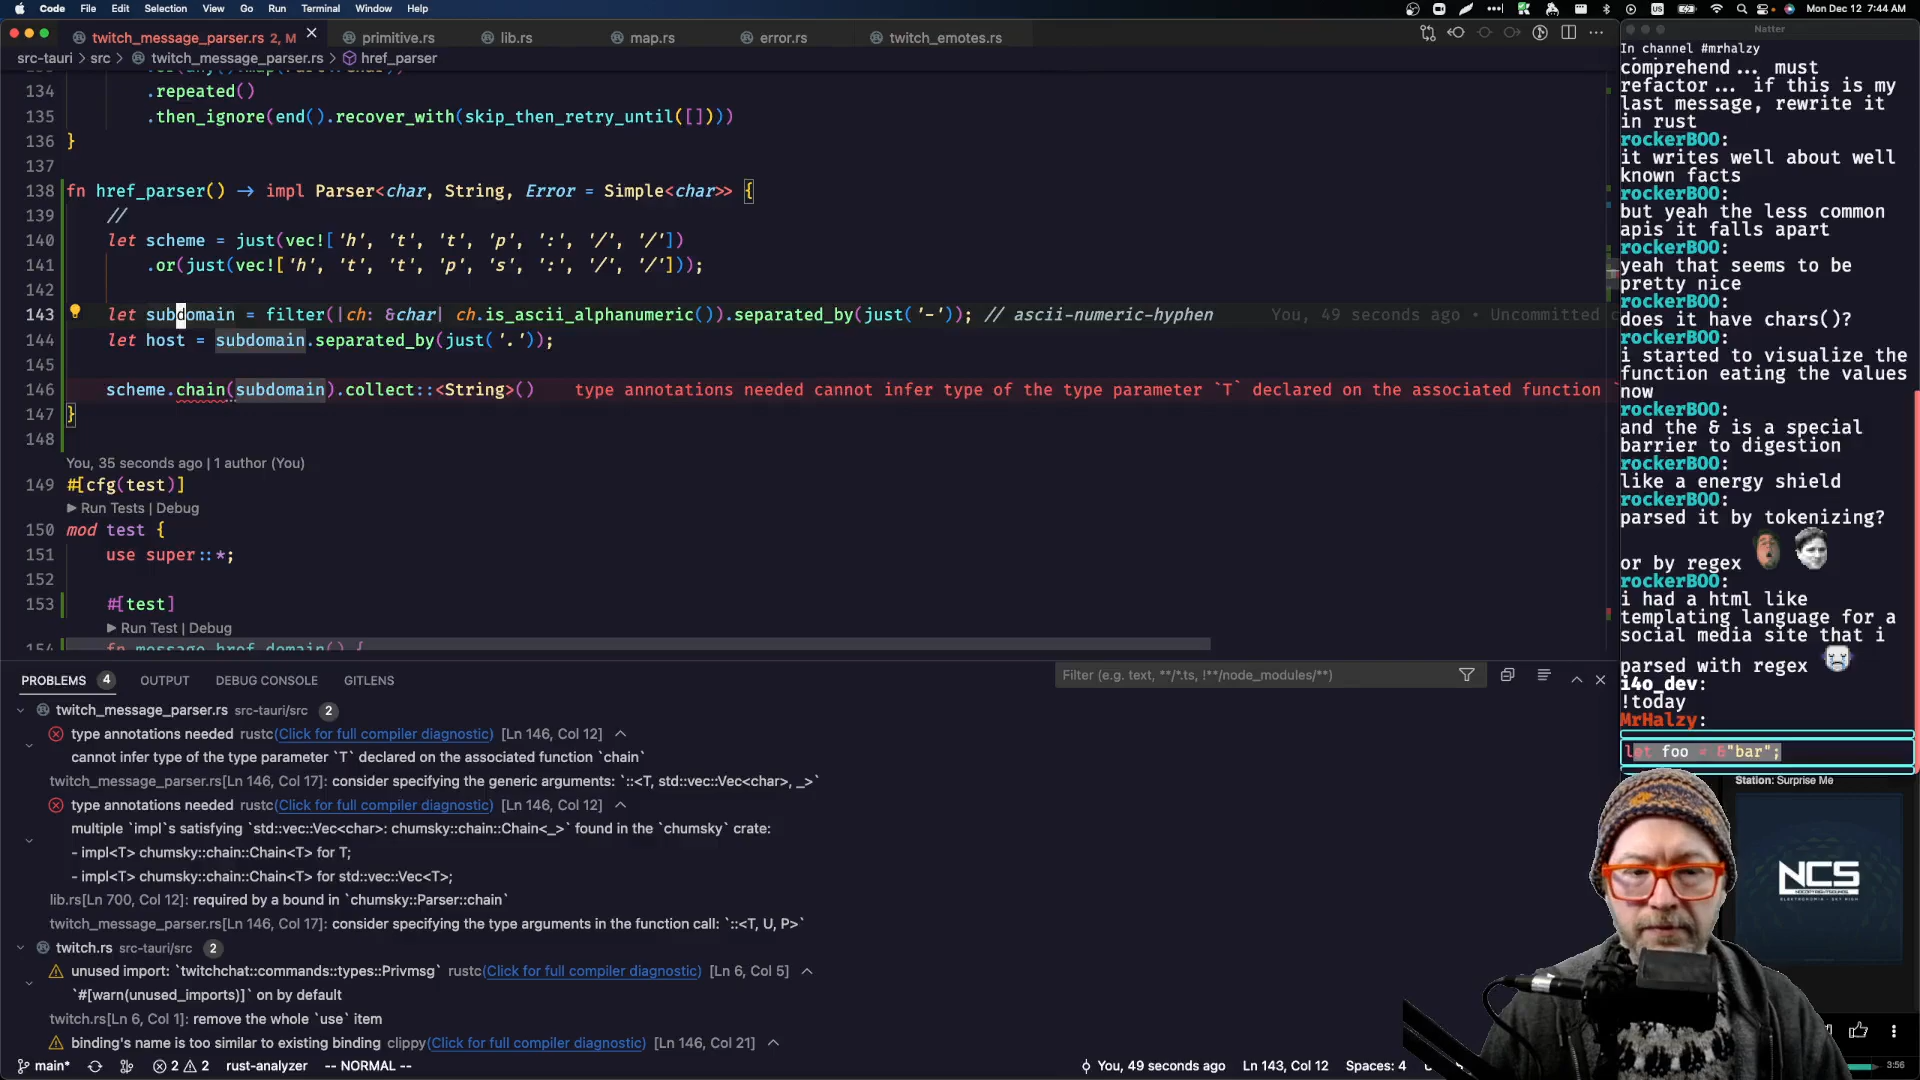 Code File Edit Selection View Go Run Terminal Window Help
Mon Dec 12 7:44 AM
twitch_message_parser.rs 2, M
primitive.rs
lib.rs
map.rs
error.rs
twitch_emotes.rs
src-tauri > src > twitch_message_parser.rs > href_parser
134 .repeated()
135 .then_ignore(end().recover_with(skip_then_retry_until([])))
136 }
137
138 fn href_parser() → impl Parser<char, String, Error = Simple<char>> {
139 //
140 let scheme = just(vec!['h', 't', 't', 'p', ':', '/', '/'])
141 .or(just(vec!['h', 't', 't', 'p', 's', ':', '/', '/']));
142
143 let subdomain = filter(|ch: &char| ch.is_ascii_alphanumeric()).separated_by(just('-')); // ascii-numeric-hyphen You, 49 seconds ago • Uncommitted c
144 let host = subdomain.separated_by(just('.'));
145
146 scheme.chain(subdomain).collect::<String>() type annotations needed cannot infer type of the type parameter `T` declared on the associated function `
147 }
148
You, 35 seconds ago | 1 author (You)
149 #[cfg(test)]
Run Tests | Debug
150 mod test {
151 use super::*;
152
153 #[test]
Run Test | Debug
154 fn message_href_domain() {
PROBLEMS 4 OUTPUT DEBUG CONSOLE GITLENS
Filter (e.g. text, **/*.ts, !**/node_modules/**)
twitch_message_parser.rs src-tauri/src 2
type annotations needed rustc(Click for full compiler diagnostic) [Ln 146, Col 12]
cannot infer type of the type parameter `T` declared on the associated function `chain`
twitch_message_parser.rs[Ln 146, Col 17]: consider specifying the generic arguments: `::<T, std::vec::Vec<char>, _>`
type annotations needed rustc(Click for full compiler diagnostic) [Ln 146, Col 12]
multiple `impl`s satisfying `std::vec::Vec<char>: chumsky::chain::Chain<_>` found in the `chumsky` crate:
- impl<T> chumsky::chain::Chain<T> for T;
- impl<T> chumsky::chain::Chain<T> for std::vec::Vec<T>;
lib.rs[Ln 700, Col 12]: required by a bound in `chumsky::Parser::chain`
twitch_message_parser.rs[Ln 146, Col 17]: consider specifying the type arguments in the function call: `::<T, U, P>`
twitch.rs src-tauri/src 2
unused import: `twitchchat::commands::types::Privmsg` rustc(Click for full compiler diagnostic) [Ln 6, Col 5]
`#[warn(unused_imports)]` on by default
twitch.rs[Ln 6, Col 1]: remove the whole `use` item
binding's name is too similar to existing binding clippy(Click for full compiler diagnostic) [Ln 146, Col 21]
main* 2 2 rust-analyzer -- NORMAL --
You, 49 seconds ago Ln 143, Col 12 Spaces: 4
Natter
In channel #mrhalzy
comprehend... must
refactor... if this is my
last message, rewrite it
in rust
rockerBOO:
it writes well about well
known facts
rockerBOO:
but yeah the less common
apis it falls apart
rockerBOO:
yeah that seems to be
pretty nice
rockerBOO:
does it have chars()?
rockerBOO:
i started to visualize the
function eating the values
now
rockerBOO:
and the & is a special
barrier to digestion
rockerBOO:
like a energy shield
rockerBOO:
parsed it by tokenizing?
or by regex
rockerBOO:
i had a html like
templating language for a
social media site that i
parsed with regex
i4o_dev:
!today
MrHalzy:
let foo = &"bar";
Station: Surprise Me
NCS
NOCOPYRIGHTSOUNDS
ELEKTRONOMIA - SKY HIGH
3:56